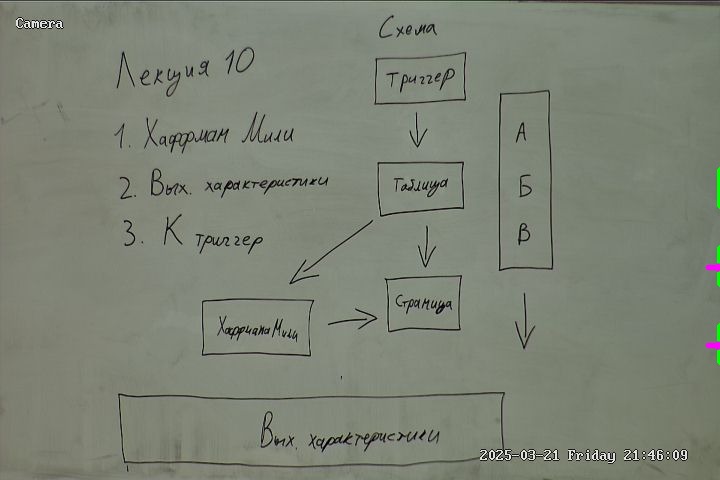 Camera
Схема
Лекция 10
Триггер
1. Хаффман Мили
2. Вых. характеристики
3. К триггер
Таблица
А
Б
В
Страница
Хаффмана Мили
Вых. характеристики
2025-03-21 Friday 21:46:09